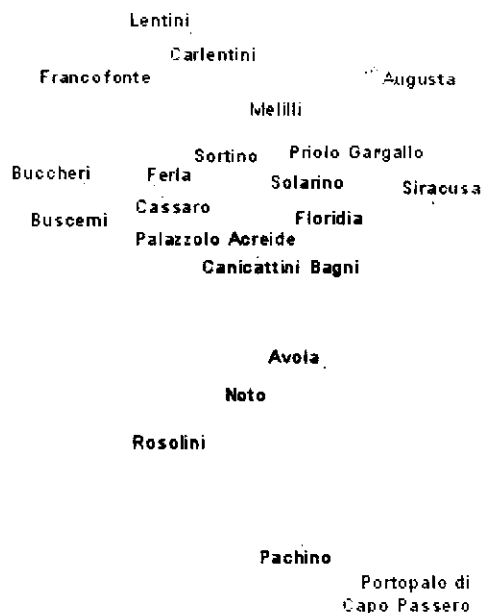 Lentini
Carlentini
Francofonte
Augusta
Melilli
Sortino
Priolo Gargallo
Buccheri
Ferla
Solarino
Siracusa
Cassaro
Buscemi
Floridia
Palazzolo Acreide
Canicattini Bagni
Avola
Noto
Rosolini
Pachino
Portopalo di
Capo Passero